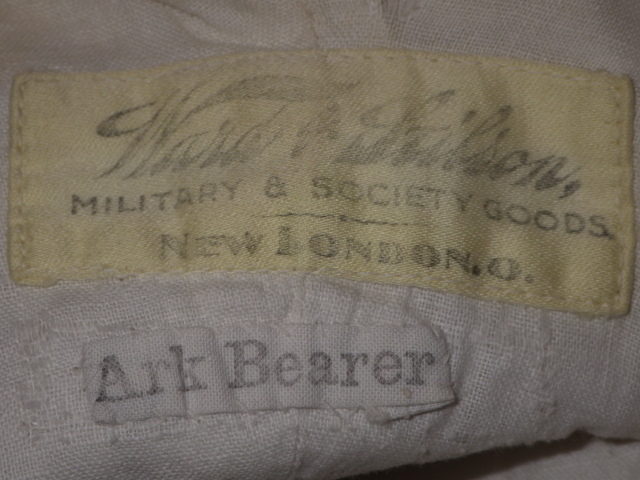 Ward & Stilson,
MILITARY & SOCIETY GOODS.
NEW LONDON, O.
Ark Bearer